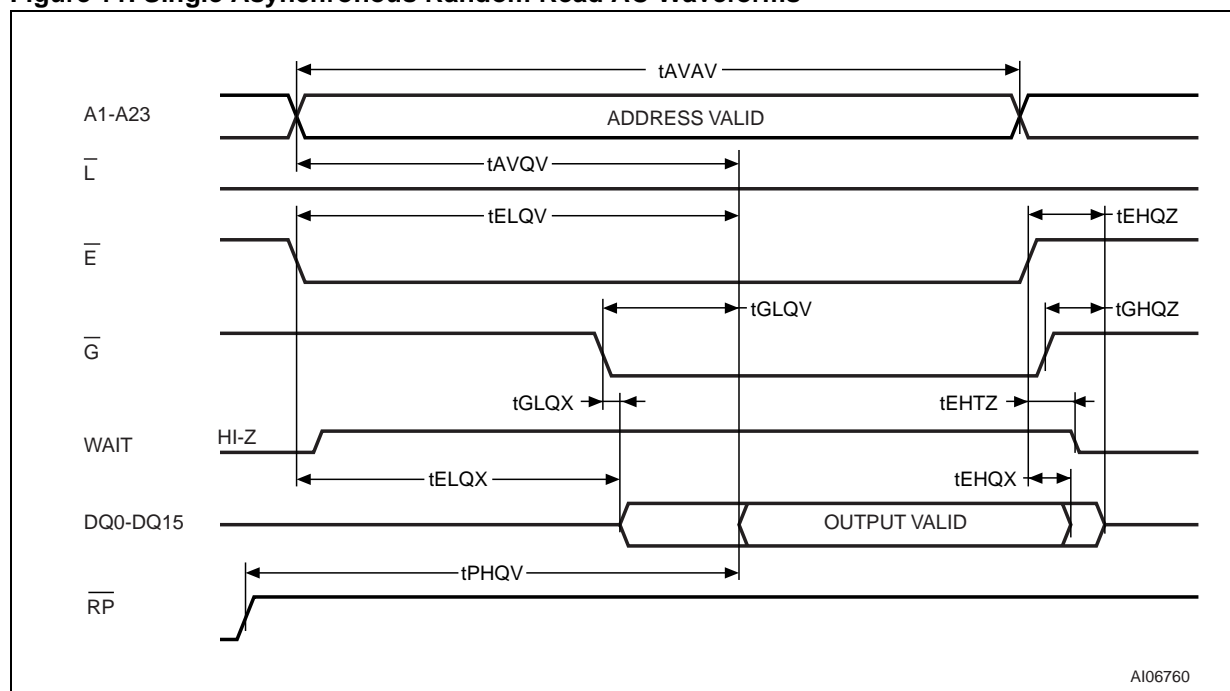 Figure 11. Single Asynchronous Random Read AC Waveforms
tAVAV
A1-A23
ADDRESS VALID
L
tAVQV
tELQV
tEHQZ
E
tGLQV
tGHQZ
G
tGLQX
tEHTZ
WAIT
HI-Z
tELQX
tEHQX
DQ0-DQ15
OUTPUT VALID
tPHQV
RP
AI06760